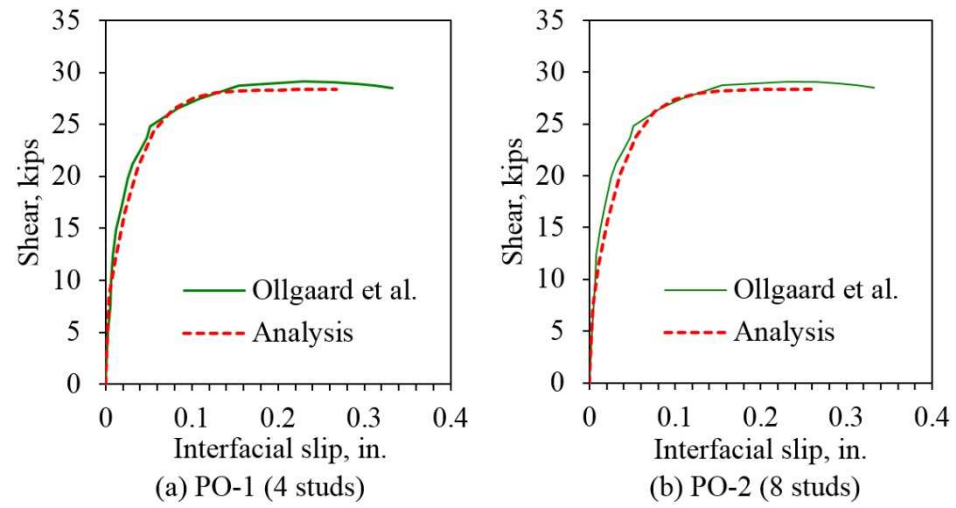 35
30
25
20
15
10
5
0
Shear, kips
Ollgaard et al.
Analysis
0 0.1 0.2 0.3 0.4
Interfacial slip, in.
(a) PO-1 (4 studs)
35
30
25
20
15
10
5
0
Shear, kips
Ollgaard et al.
Analysis
0 0.1 0.2 0.3 0.4
Interfacial slip, in.
(b) PO-2 (8 studs)